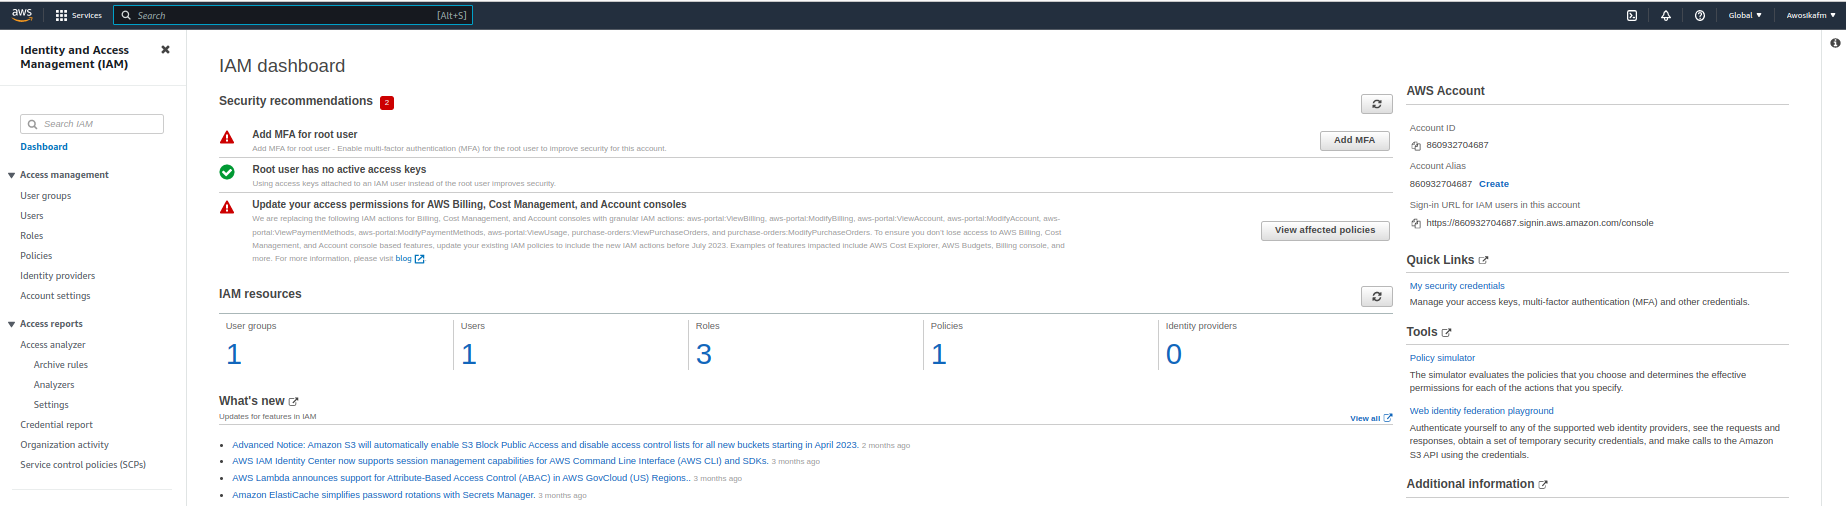 aws
Services
Search
[Alt+S]
Global
Awosikafm
Identity and Access
Management (IAM)
Search IAM
Dashboard
Access management
User groups
Users
Roles
Policies
Identity providers
Account settings
Access reports
Access analyzer
Archive rules
Analyzers
Settings
Credential report
Organization activity
Service control policies (SCPs)
IAM dashboard
Security recommendations 2
Add MFA for root user
Add MFA for root user - Enable multi-factor authentication (MFA) for the root user to improve security for this account.
Add MFA
Root user has no active access keys
Using access keys attached to an IAM user instead of the root user improves security.
Update your access permissions for AWS Billing, Cost Management, and Account consoles
We are replacing the following IAM actions for Billing, Cost Management, and Account consoles with granular IAM actions: aws-portal:ViewBilling, aws-portal:ModifyBilling, aws-portal:ViewAccount, aws-portal:ModifyAccount, aws-
portal:ViewPaymentMethods, aws-portal:ModifyPaymentMethods, aws-portal:ViewUsage, purchase-orders:ViewPurchaseOrders, and purchase-orders:ModifyPurchaseOrders. To ensure you don't lose access to AWS Billing, Cost
Management, and Account console based features, update your existing IAM policies to include the new IAM actions before July 2023. Examples of features impacted include AWS Cost Explorer, AWS Budgets, Billing console, and
more. For more information, please visit blog
View affected policies
IAM resources
User groups
1
Users
1
Roles
3
Policies
1
Identity providers
0
What's new
Updates for features in IAM
View all
Advanced Notice: Amazon S3 will automatically enable S3 Block Public Access and disable access control lists for all new buckets starting in April 2023. 2 months ago
AWS IAM Identity Center now supports session management capabilities for AWS Command Line Interface (AWS CLI) and SDKs. 3 months ago
AWS Lambda announces support for Attribute-Based Access Control (ABAC) in AWS GovCloud (US) Regions.. 3 months ago
Amazon ElastiCache simplifies password rotations with Secrets Manager. 3 months ago
AWS Account
Account ID
860932704687
Account Alias
860932704687 Create
Sign-in URL for IAM users in this account
https://860932704687.signin.aws.amazon.com/console
Quick Links
My security credentials
Manage your access keys, multi-factor authentication (MFA) and other credentials.
Tools
Policy simulator
The simulator evaluates the policies that you choose and determines the effective
permissions for each of the actions that you specify.
Web identity federation playground
Authenticate yourself to any of the supported web identity providers, see the requests and
responses, obtain a set of temporary security credentials, and make calls to the Amazon
S3 API using the credentials.
Additional information